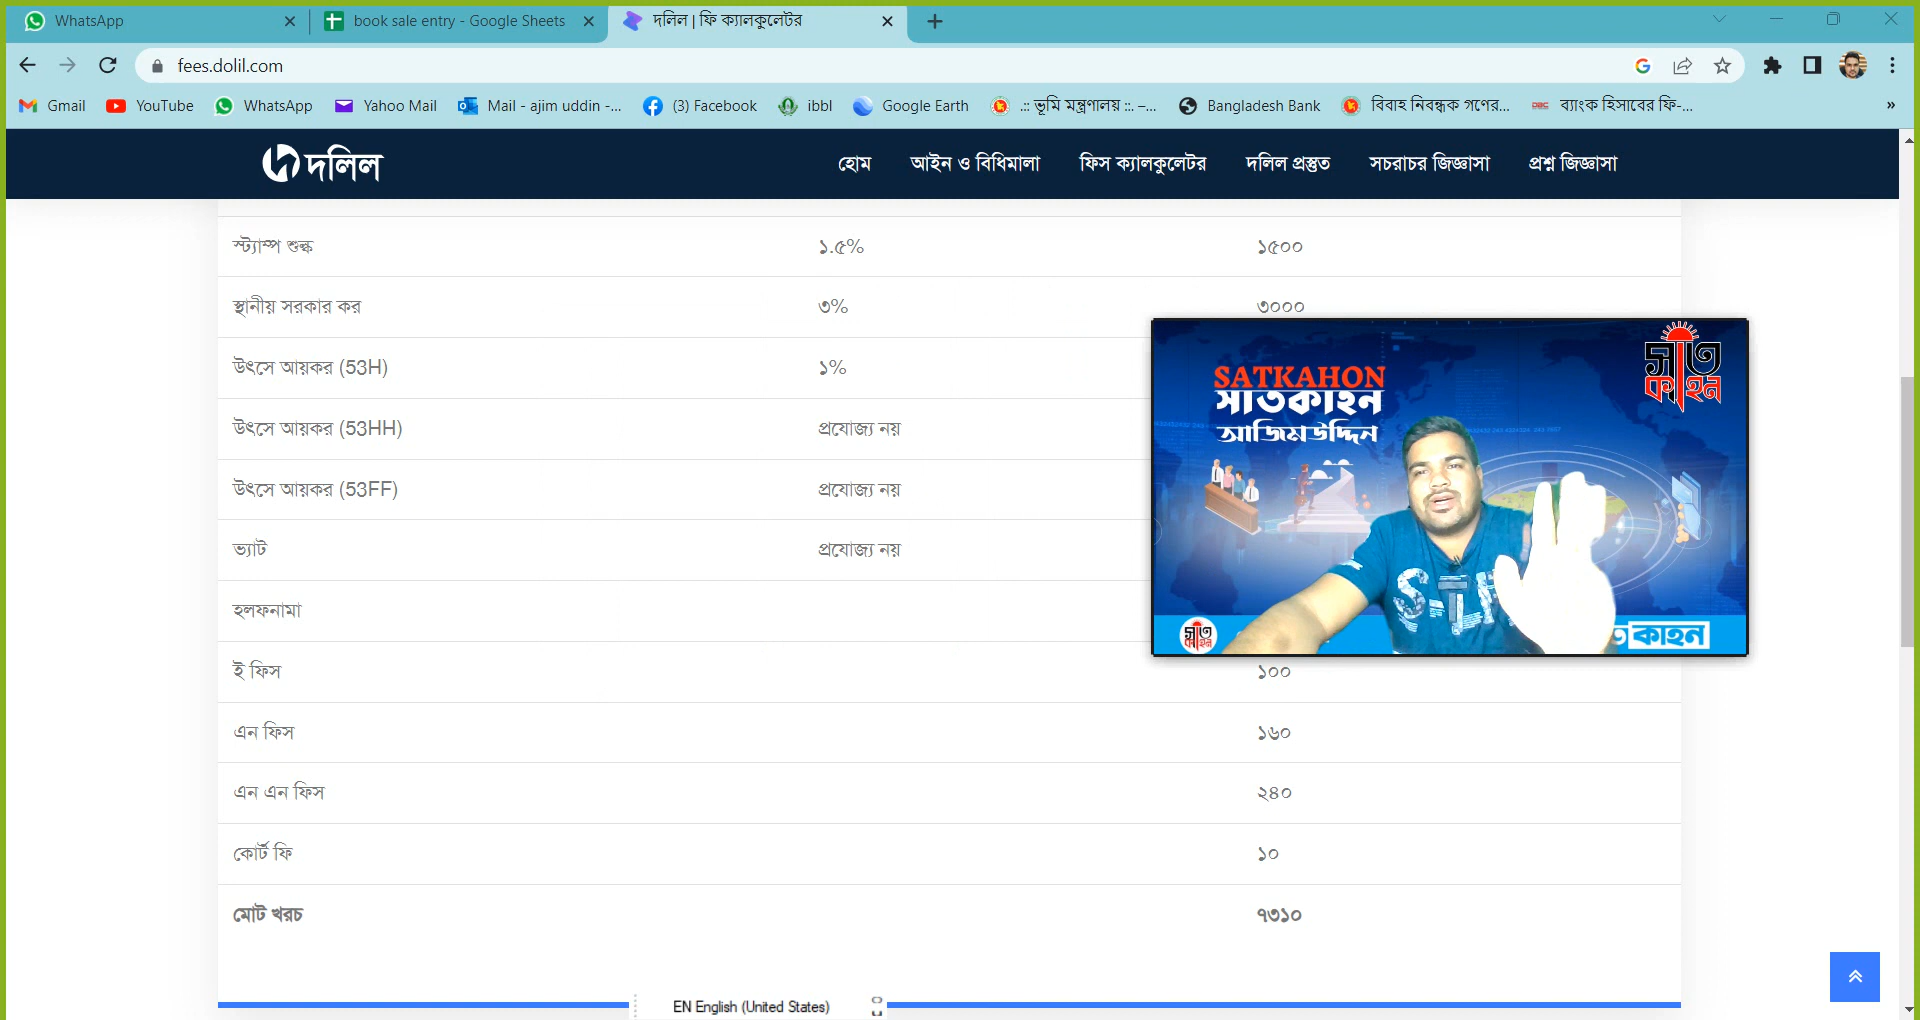 WhatsApp
book sale entry - Google Sheets
দলিল | ফি ক্যালকুলেটর
fees.dolil.com
Gmail
YouTube
WhatsApp
Yahoo Mail
Mail - ajim uddin -...
(3) Facebook
ibbl
Google Earth
.:: ভূমি মন্ত্রণালয় ::. –...
Bangladesh Bank
বিবাহ নিবন্ধক গণের...
ব্যাংক হিসাবের ফি-...
দলিল
হোম
আইন ও বিধিমালা
ফিস ক্যালকুলেটর
দলিল প্রস্তুত
সচরাচর জিজ্ঞাসা
প্রশ্ন জিজ্ঞাসা
স্ট্যাম্প শুল্ক ১.৫% ১৫০০
স্থানীয় সরকার কর ৩% ৩০০০
উৎসে আয়কর (53H) ১%
উৎসে আয়কর (53HH) প্রযোজ্য নয়
উৎসে আয়কর (53FF) প্রযোজ্য নয়
ভ্যাট প্রযোজ্য নয়
হলফনামা
ই ফিস ১০০
এন ফিস ১৬০
এন এন ফিস ২৪০
কোর্ট ফি ১০
মোট খরচ ৭৩১০
SATKAHON
সাতকাহন
আজিমউদ্দিন
সাত
কাহন
কাহন
EN English (United States)